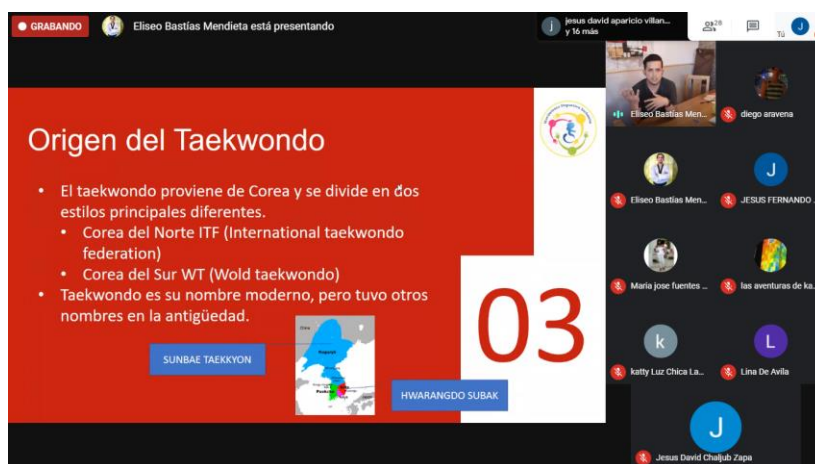 GRABANDO
Eliseo Bastías Mendieta está presentando
j
jesus david aparicio villan...
y 16 más
28
Tú
J
Origen del Taekwondo
• El taekwondo proviene de Corea y se divide en dos
estilos principales diferentes.
• Corea del Norte ITF (International taekwondo
federation)
• Corea del Sur WT (Wold taekwondo)
• Taekwondo es su nombre moderno, pero tuvo otros
nombres en la antigüedad.
SUNBAE TAEKKYON
HWARANGDO SUBAK
03
Eliseo Bastías Men...
diego aravena
Eliseo Bastías Men...
J
JESUS FERNANDO
Maria jose fuentes ...
las aventuras de ka.
k
katty Luz Chica La...
L
Lina De Avila
J
Jesus David Chaljub Zapa